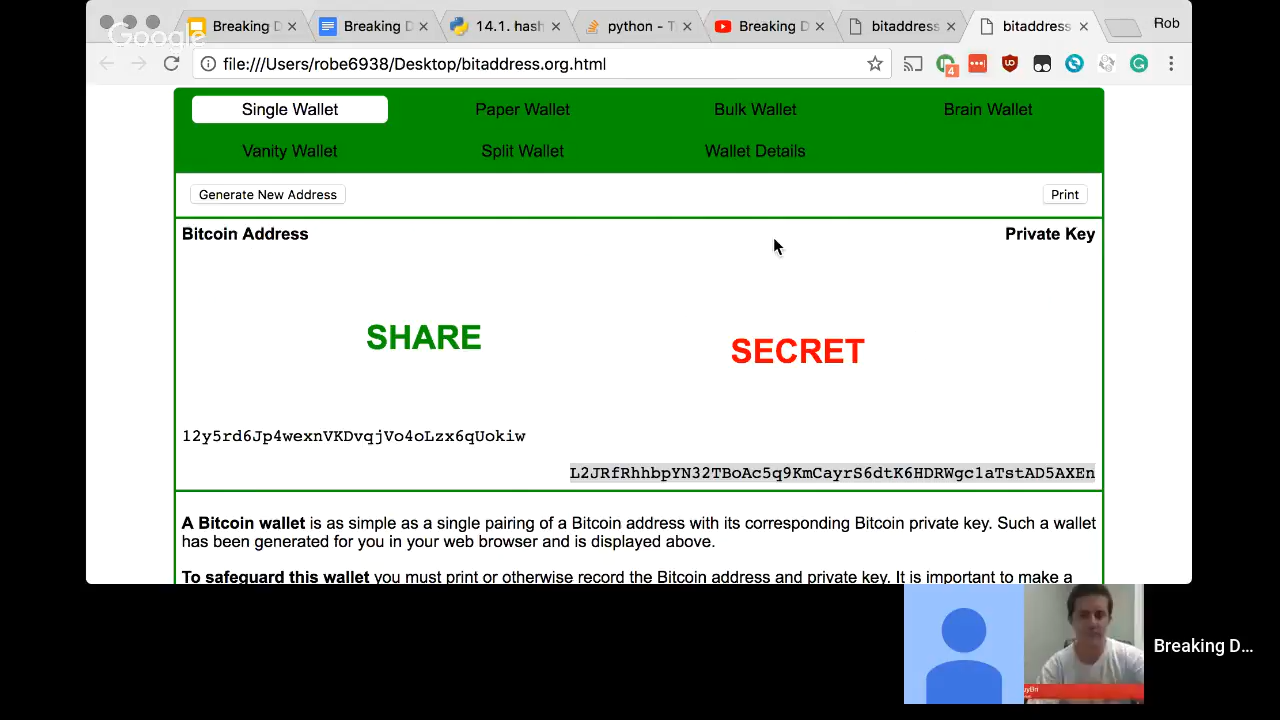 Breaking D
Breaking D
14.1. hash
python - T
Breaking D
bitaddress
bitaddress
Rob
Google
file:///Users/robe6938/Desktop/bitaddress.org.html
4
Single Wallet
Paper Wallet
Bulk Wallet
Brain Wallet
Vanity Wallet
Split Wallet
Wallet Details
Generate New Address
Print
Bitcoin Address
Private Key
SHARE
SECRET
12y5rd6Jp4wexnVKDvqjVo4oLzx6qUokiw
L2JRfRhhbpYN32TBoAc5q9KmCayrS6dtK6HDRWgc1aTstAD5AXEn
A Bitcoin wallet is as simple as a single pairing of a Bitcoin address with its corresponding Bitcoin private key. Such a wallet
has been generated for you in your web browser and is displayed above.
To safeguard this wallet you must print or otherwise record the Bitcoin address and private key. It is important to make a
Breaking D...